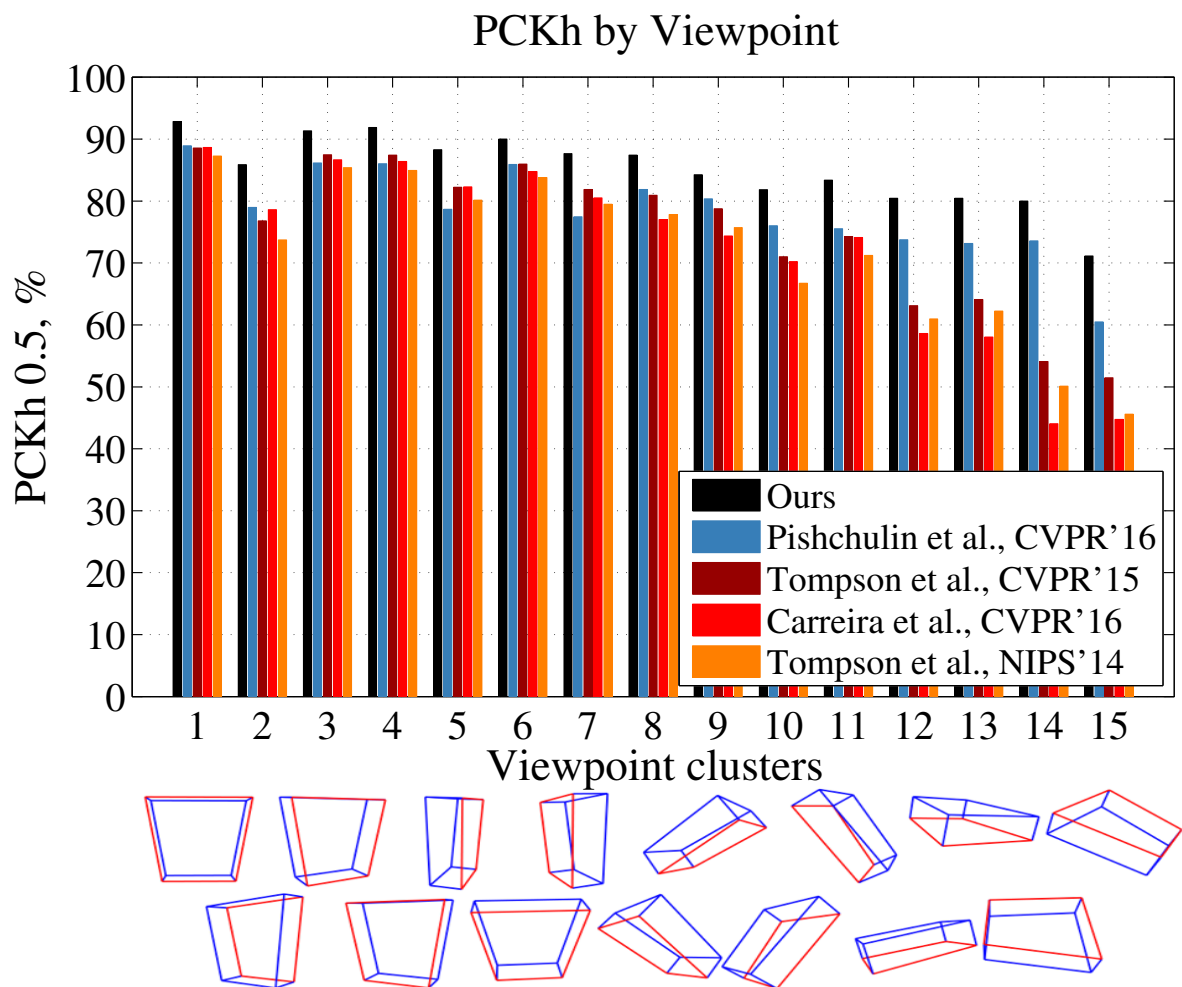 PCKh by Viewpoint
100
90
80
70
60
50
40
30
20
10
0
PCKh 0.5, %
Ours
Pishchulin et al., CVPR'16
Tompson et al., CVPR'15
Carreira et al., CVPR'16
Tompson et al., NIPS'14
1 2 3 4 5 6 7 8 9 10 11 12 13 14 15
Viewpoint clusters